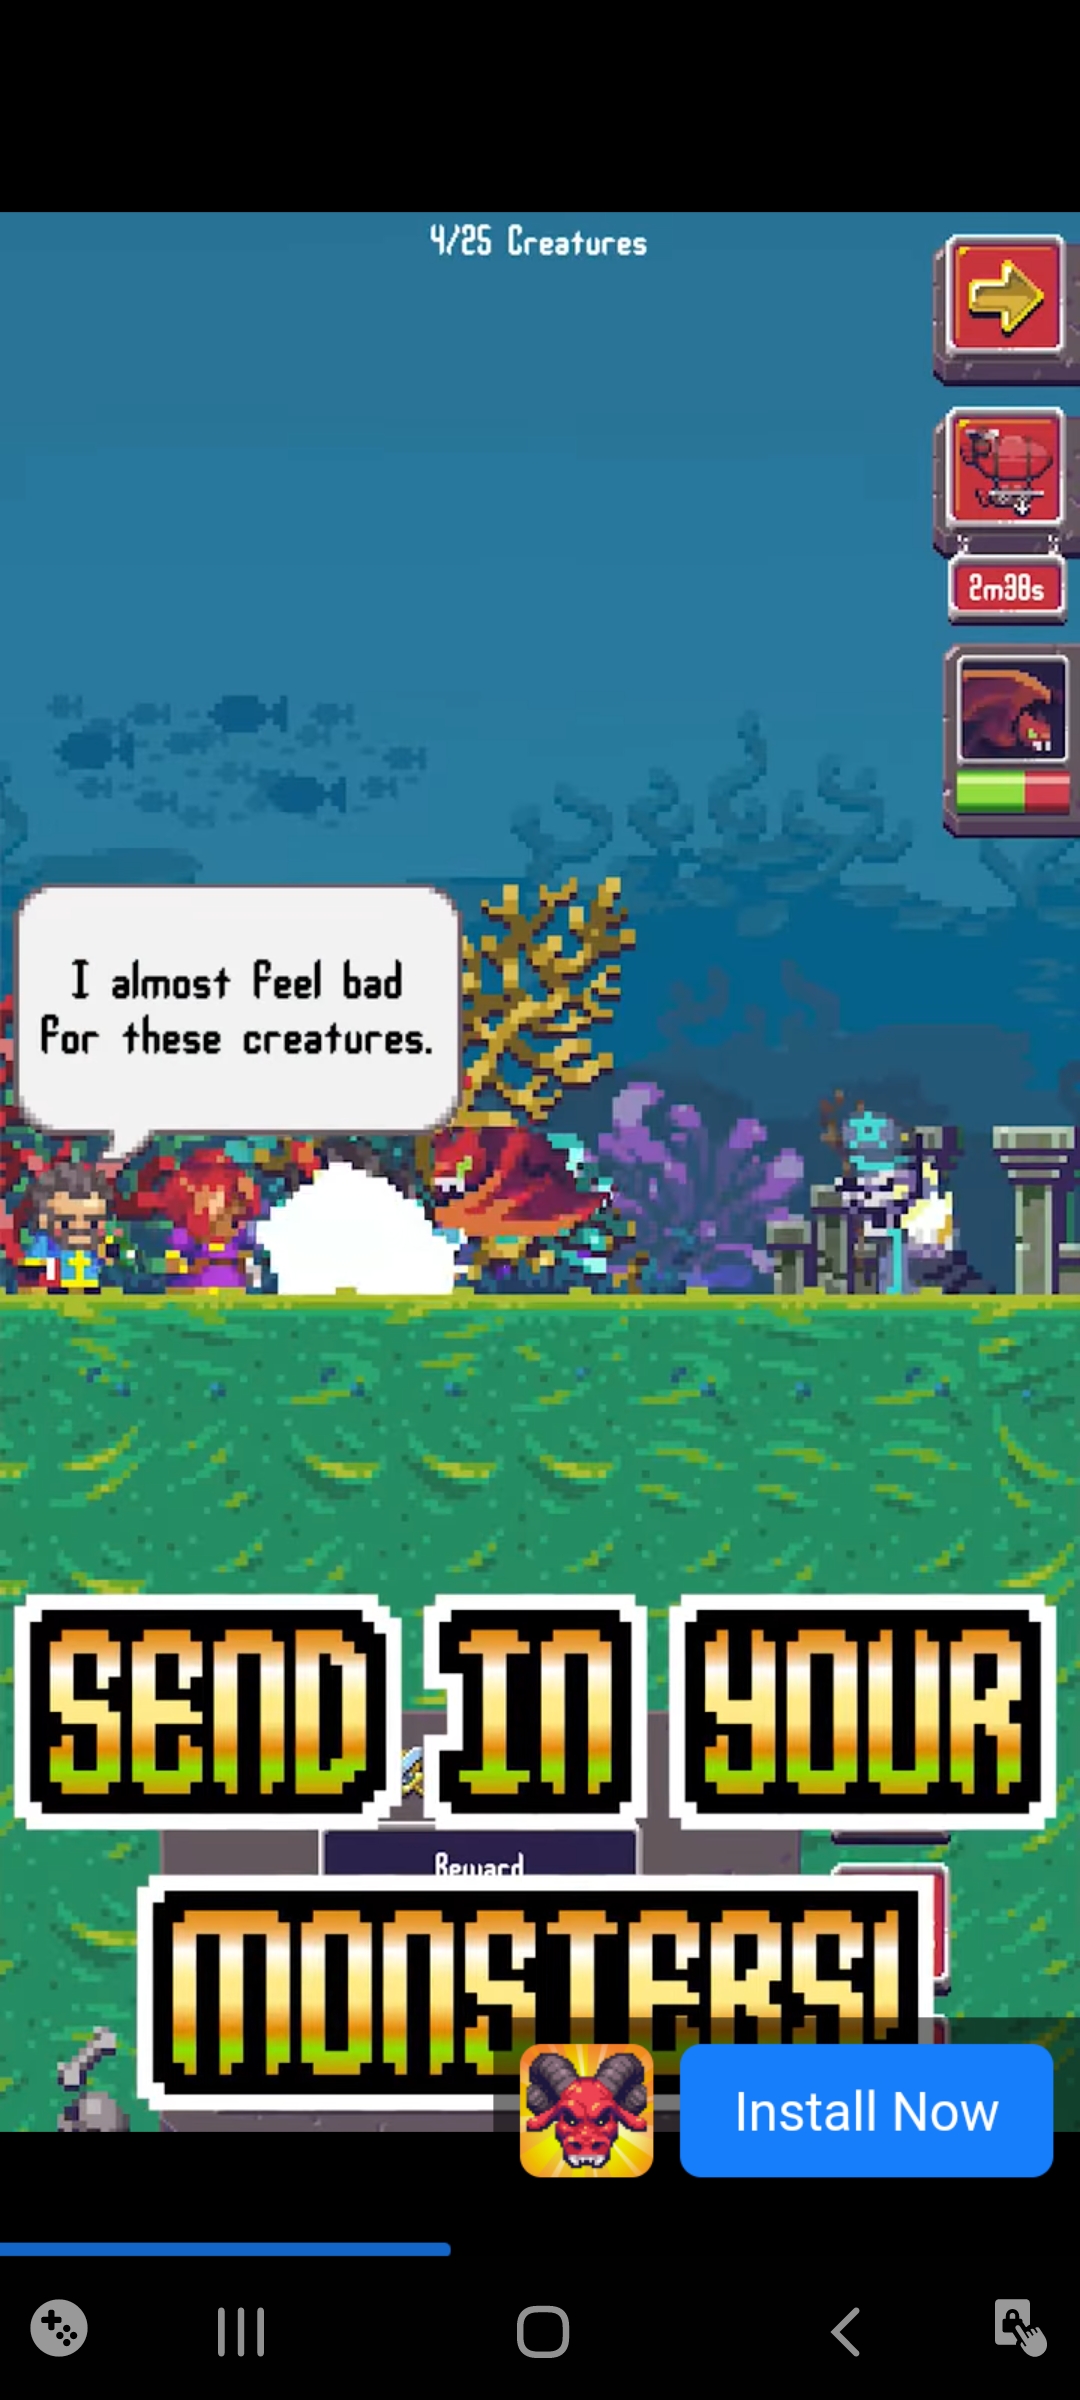 4/25 Creatures
2m38s
I almost feel bad
for these creatures.
SEND IN YOUR
Reward
MONSTERS!
Install Now